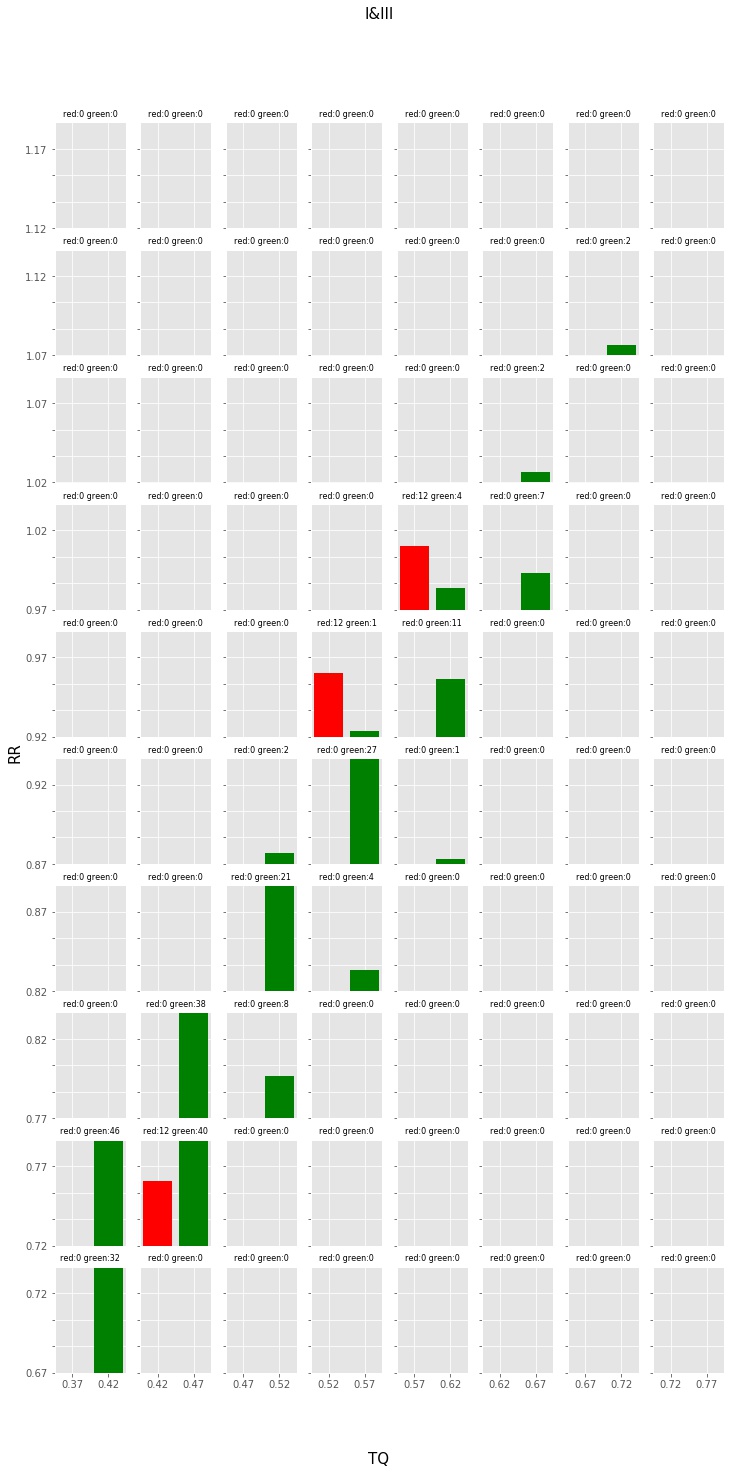 I&III
red:0 green:0 red:0 green:0 red:0 green:0 red:0 green:0 red:0 green:0 red:0 green:0 red:0 green:0 red:0 green:0
1.17
1.12
red:0 green:0 red:0 green:0 red:0 green:0 red:0 green:0 red:0 green:0 red:0 green:0 red:0 green:2 red:0 green:0
1.12
1.07
red:0 green:0 red:0 green:0 red:0 green:0 red:0 green:0 red:0 green:0 red:0 green:2 red:0 green:0 red:0 green:0
1.07
1.02
red:0 green:0 red:0 green:0 red:0 green:0 red:0 green:0 red:12 green:4 red:0 green:7 red:0 green:0 red:0 green:0
1.02
0.97
red:0 green:0 red:0 green:0 red:0 green:0 red:12 green:1 red:0 green:11 red:0 green:0 red:0 green:0 red:0 green:0
0.97
0.92
RR
red:0 green:0 red:0 green:0 red:0 green:2 red:0 green:27 red:0 green:1 red:0 green:0 red:0 green:0 red:0 green:0
0.92
0.87
red:0 green:0 red:0 green:0 red:0 green:21 red:0 green:4 red:0 green:0 red:0 green:0 red:0 green:0 red:0 green:0
0.87
0.82
red:0 green:0 red:0 green:38 red:0 green:8 red:0 green:0 red:0 green:0 red:0 green:0 red:0 green:0 red:0 green:0
0.82
0.77
red:0 green:46 red:12 green:40 red:0 green:0 red:0 green:0 red:0 green:0 red:0 green:0 red:0 green:0 red:0 green:0
0.77
0.72
red:0 green:32 red:0 green:0 red:0 green:0 red:0 green:0 red:0 green:0 red:0 green:0 red:0 green:0 red:0 green:0
0.72
0.67
0.37 0.42 0.42 0.47 0.47 0.52 0.52 0.57 0.57 0.62 0.62 0.67 0.67 0.72 0.72 0.77
TQ